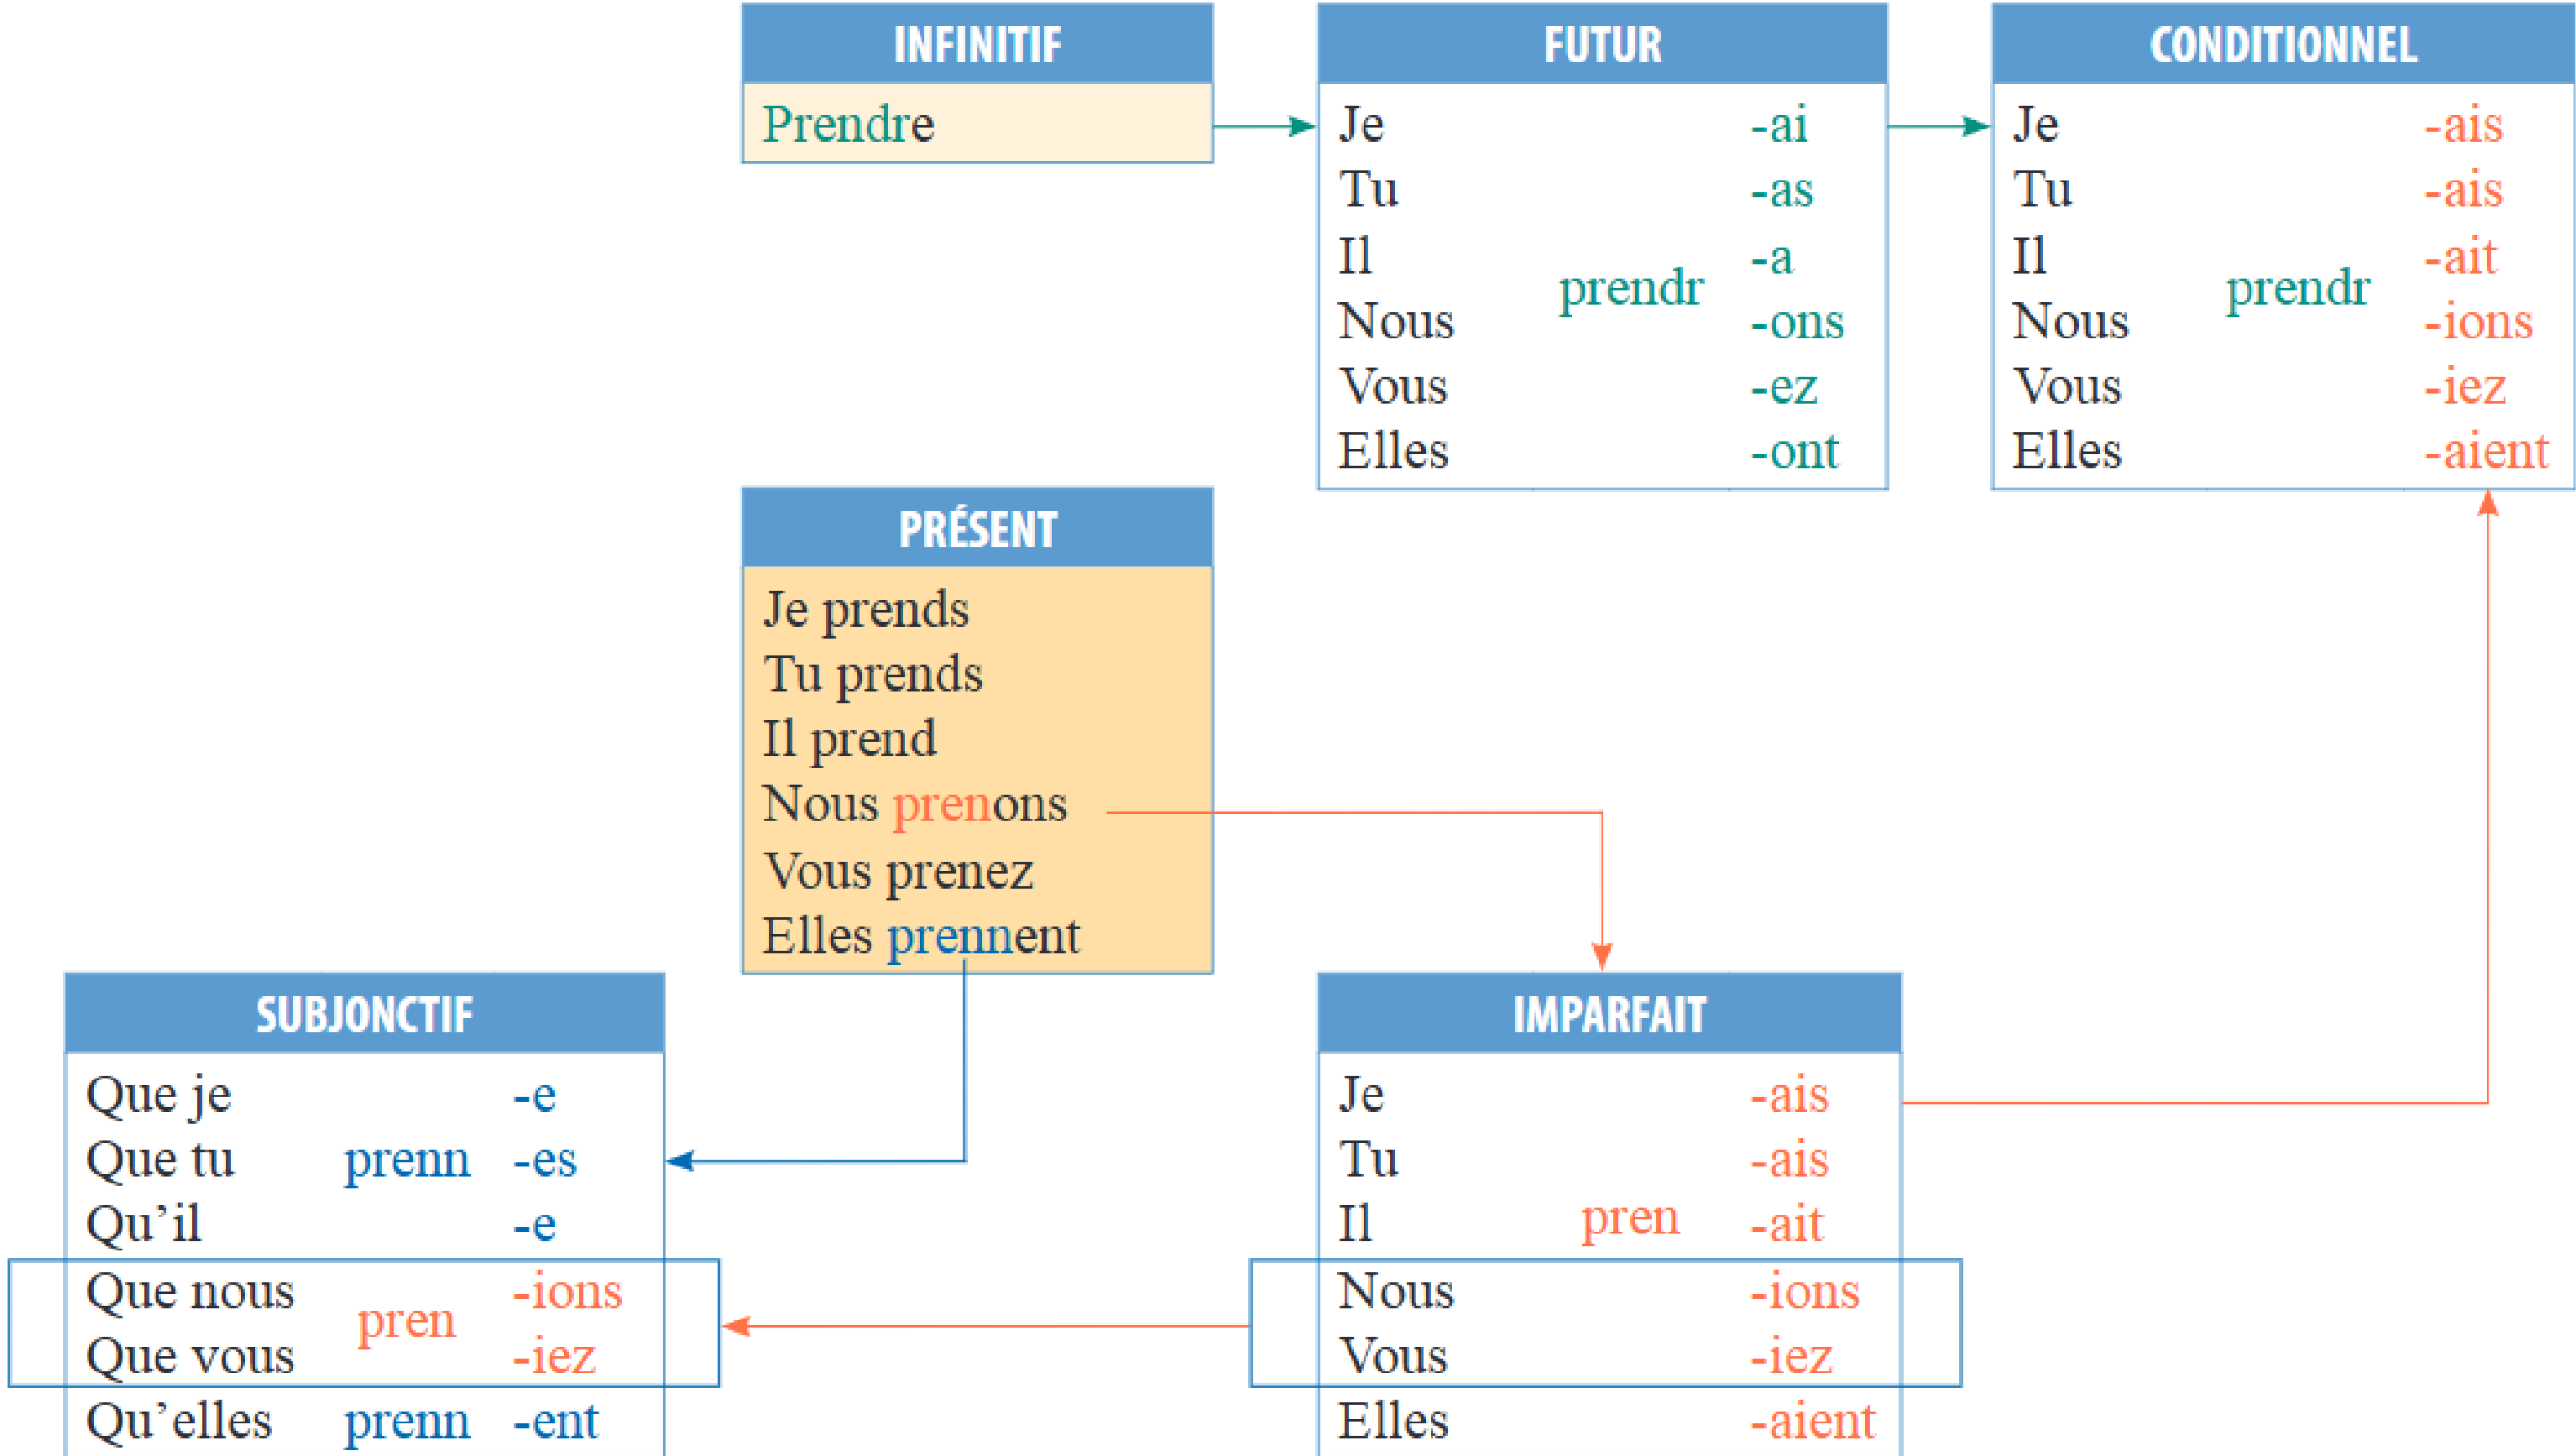 INFINITIF
Prendre
FUTUR
Je -ai
Tu -as
Il -a
prendr
Nous -ons
Vous -ez
Elles -ont
CONDITIONNEL
Je -ais
Tu -ais
Il -ait
prendr
Nous -ions
Vous -iez
Elles -aient
PRÉSENT
Je prends
Tu prends
Il prend
Nous prenons
Vous prenez
Elles prennent
SUBJONCTIF
Que je -e
Que tu prenn -es
Qu’il -e
Que nous -ions
pren
Que vous -iez
Qu’elles prenn -ent
IMPARFAIT
Je -ais
Tu -ais
Il pren -ait
Nous -ions
Vous -iez
Elles -aient